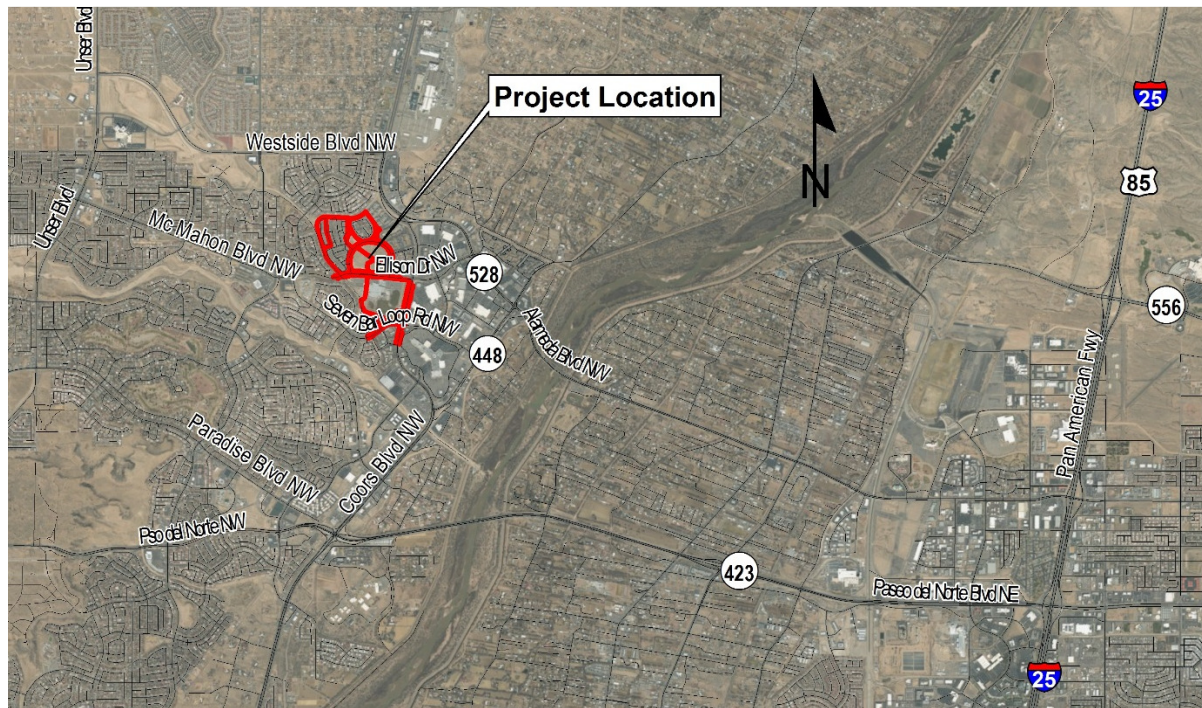 Unser Blvd
25
Project Location
Westside Blvd NW
85
N
Unser Blvd
Mc Mahon Blvd NW
Ellison Dr NW
528
556
Seven Bar Loop Rd NW
Alameda Blvd NW
448
Pan American Fwy
Paradise Blvd NW
Coors Blvd NW
Pso del Norte NW
423
Paseo del Norte Blvd NE
25